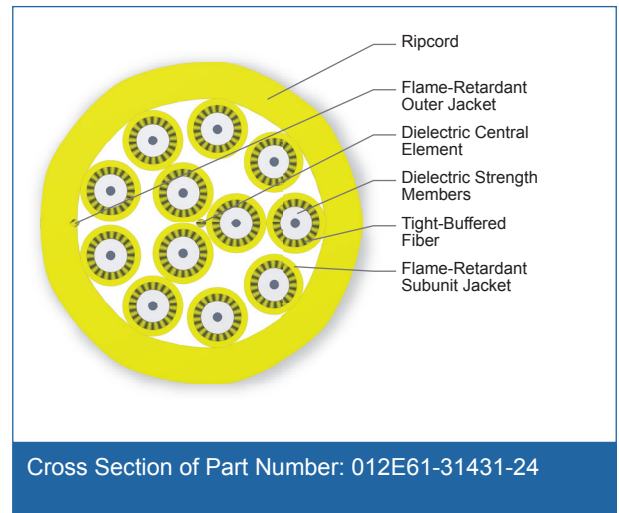 Ripcord
Flame-Retardant
Outer Jacket
Dielectric Central
Element
Dielectric Strength
Members
Tight-Buffered
Fiber
Flame-Retardant
Subunit Jacket
Cross Section of Part Number: 012E61-31431-24